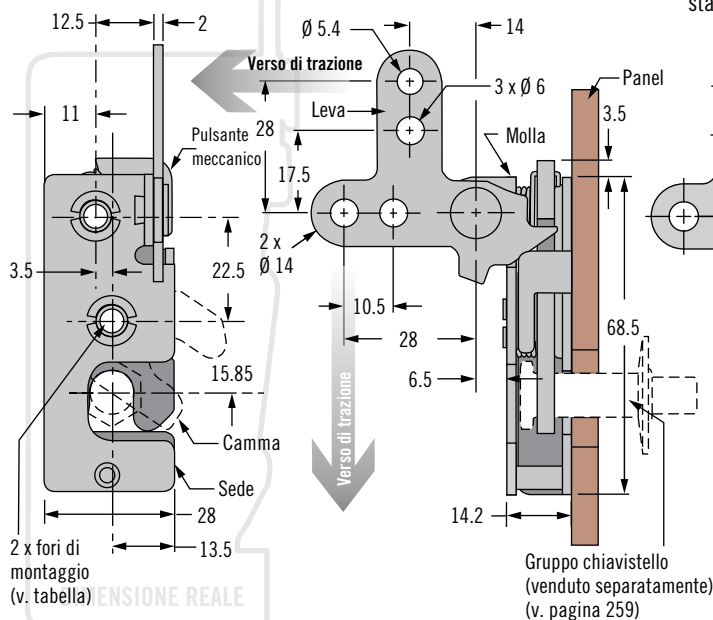 sta
12.5
2
Ø 5.4
14
Verso di trazione
3 x Ø 6
Panel
11
Leva
28
Molla
3.5
Pulsante
meccanico
17.5
2 x
Ø 14
3.5
22.5
10.5
28
68.5
15.85
6.5
Verso di trazione
Camma
Sede
28
14.2
13.5
2 x fori di
montaggio
(v. tabella)
DIMENSIONE REALE
Gruppo chiavistello
(venduto separatamente)
(v. pagina 259)